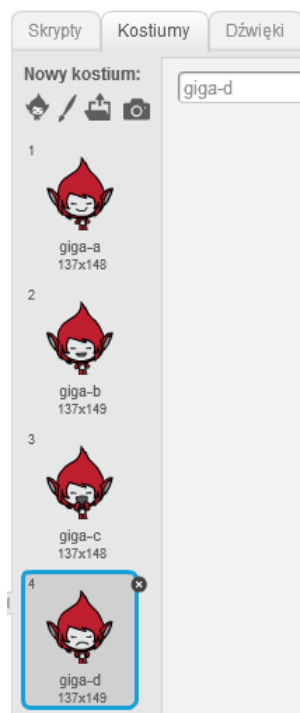 Skrypty Kostiumy Dźwięki
Nowy kostium:
giga-d
1
giga-a
137x148
2
giga-b
137x149
3
giga-c
137x148
4
giga-d
137x149